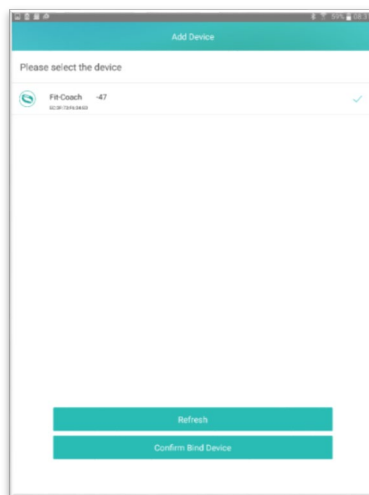 Add Device
Please select the device
Fit-Coach -47
Refresh
Confirm Bind Device